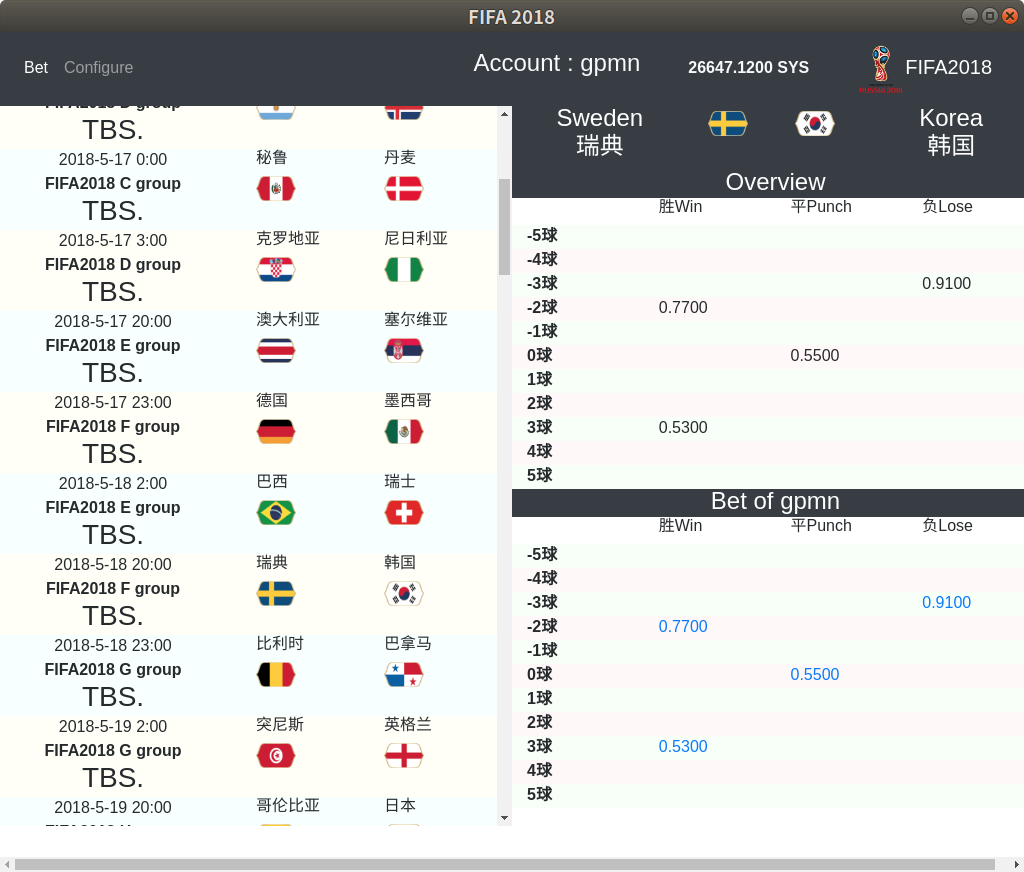 FIFA 2018
Bet Configure
Account : gpmn
26647.1200 SYS
RUSSIA 2018
FIFA2018
TBS.
2018-5-17 0:00 秘鲁 丹麦
FIFA2018 C group
TBS.
2018-5-17 3:00 克罗地亚 尼日利亚
FIFA2018 D group
TBS.
2018-5-17 20:00 澳大利亚 塞尔维亚
FIFA2018 E group
TBS.
2018-5-17 23:00 德国 墨西哥
FIFA2018 F group
TBS.
2018-5-18 2:00 巴西 瑞士
FIFA2018 E group
TBS.
2018-5-18 20:00 瑞典 韩国
FIFA2018 F group
TBS.
2018-5-18 23:00 比利时 巴拿马
FIFA2018 G group
TBS.
2018-5-19 2:00 突尼斯 英格兰
FIFA2018 G group
TBS.
2018-5-19 20:00 哥伦比亚 日本
Sweden Korea
瑞典 韩国
Overview
胜Win 平Punch 负Lose
-5球
-4球
-3球 0.9100
-2球 0.7700
-1球
0球 0.5500
1球
2球
3球 0.5300
4球
5球
Bet of gpmn
胜Win 平Punch 负Lose
-5球
-4球
-3球 0.9100
-2球 0.7700
-1球
0球 0.5500
1球
2球
3球 0.5300
4球
5球